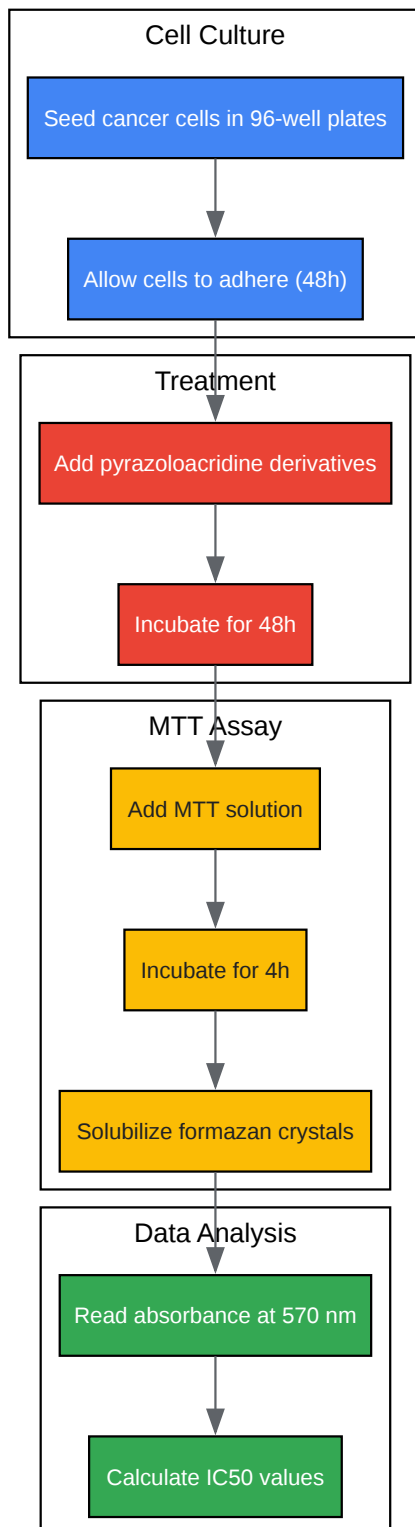 Cell Culture
Seed cancer cells in 96-well plates
Allow cells to adhere (48h)
Treatment
Add pyrazoloacridine derivatives
Incubate for 48h
MTT Assay
Add MTT solution
Incubate for 4h
Solubilize formazan crystals
Data Analysis
Read absorbance at 570 nm
Calculate IC50 values